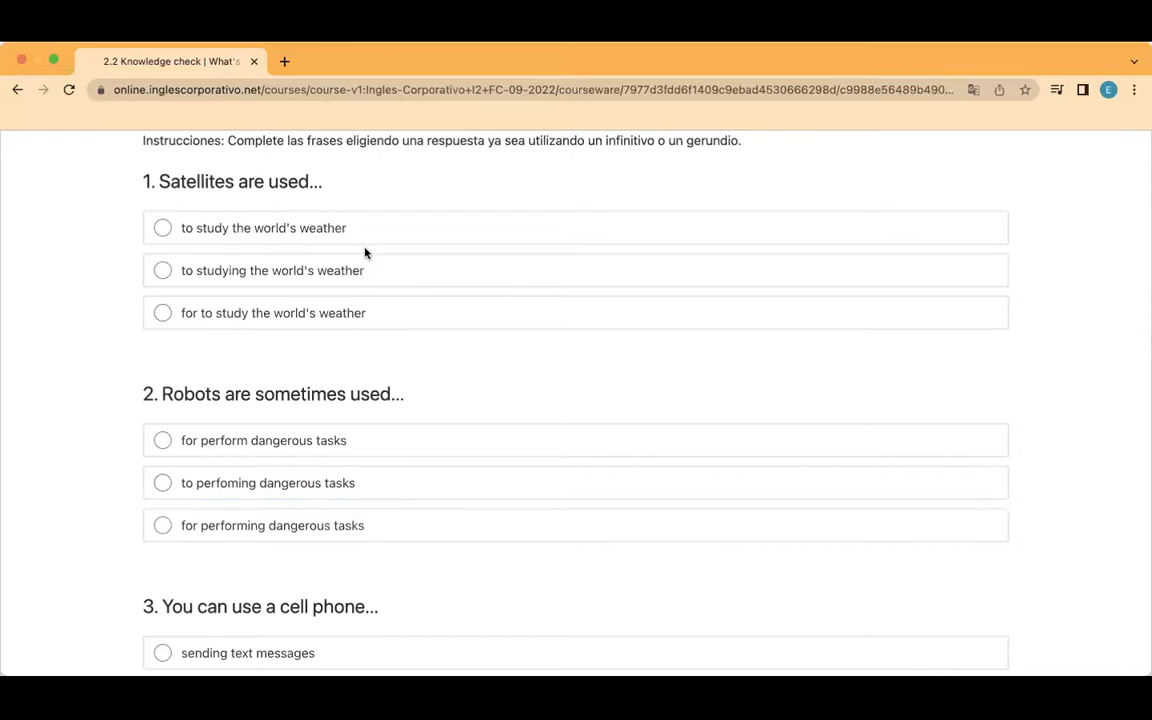 2.2 Knowledge check | What's
online.inglescorporativo.net/courses/course-v1:Ingles-Corporativo+I2+FC-09-2022/courseware/7977d3fdd6f1409c9ebad4530666298d/c9988e56489b490...
E
Instrucciones: Complete las frases eligiendo una respuesta ya sea utilizando un infinitivo o un gerundio.
1. Satellites are used...
to study the world's weather
to studying the world's weather
for to study the world's weather
2. Robots are sometimes used...
for perform dangerous tasks
to perfoming dangerous tasks
for performing dangerous tasks
3. You can use a cell phone...
sending text messages